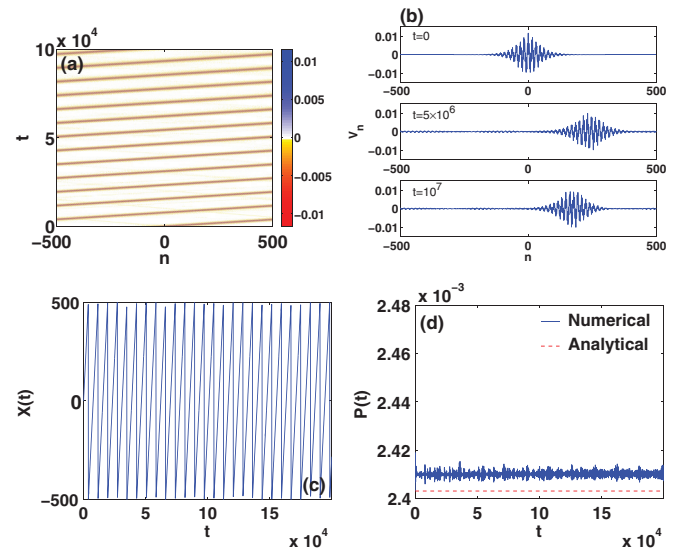 x 10^4
10
(a)
5
0
t
-500
0
500
n
0.01
0.005
0
-0.005
-0.01
(b)
t=0
0.01
0
-0.01
-500
0
500
t=5×10^6
0.01
0
-0.01
-500
0
500
v_n
t=10^7
0.01
0
-0.01
-500
0
500
n
500
0
-500
X(t)
(c)
0
5
10
15
t
x 10^4
x 10^-3
2.48
2.46
2.44
2.42
2.4
P(t)
(d)
Numerical
Analytical
0
5
10
15
t
x 10^4